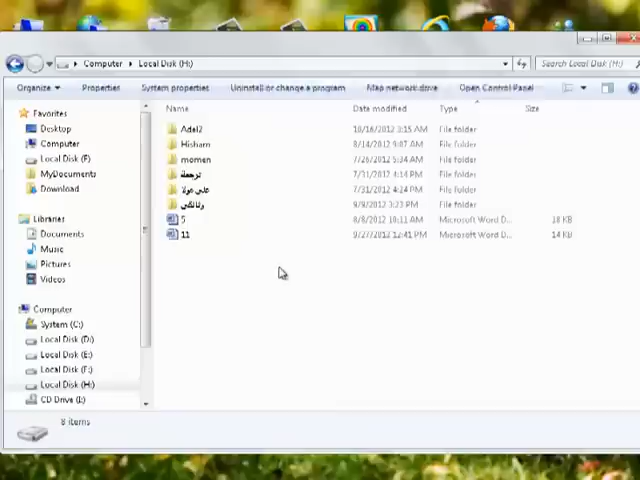 Computer ▸ Local Disk (H:) ▸
Search Local Disk (H:)
Organize Properties System properties Uninstall or change a program Map network drive Open Control Panel
Name Date modified Type Size
Favorites
Desktop
Computer
Local Disk (F)
MyDocuments
Download
Libraries
Documents
Music
Pictures
Videos
Computer
System (C:)
Local Disk (D:)
Local Disk (E:)
Local Disk (F:)
Local Disk (H:)
CD Drive (I:)
Adel2 10/16/2012 3:15 AM File folder
Hisham 8/14/2012 9:07 AM File folder
momen 7/26/2012 5:34 AM File folder
ترجمة 7/31/2012 4:14 PM File folder
علي مولا 7/31/2012 4:24 PM File folder
وثائقي 9/9/2012 3:23 PM File folder
5 8/8/2012 10:11 AM Microsoft Word D... 18 KB
11 9/27/2012 12:41 PM Microsoft Word D... 14 KB
8 items